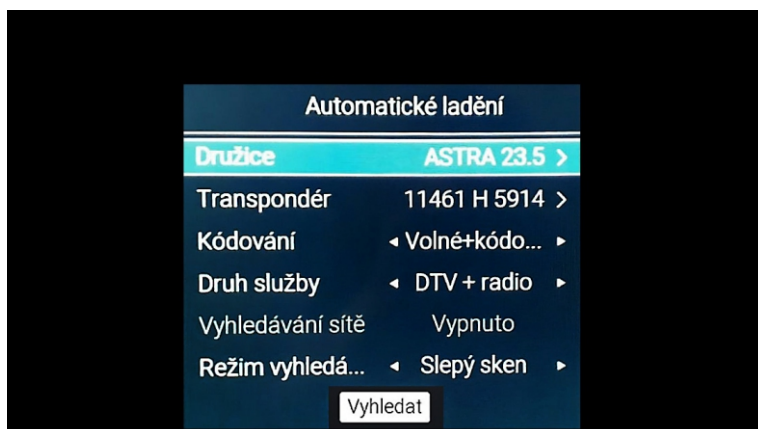 Automatické ladění
Družice ASTRA 23.5 >
Transpondér 11461 H 5914 >
Kódování ◂ Volné+kódo... ▸
Druh služby ◂ DTV + radio ▸
Vyhledávání sítě Vypnuto
Režim vyhledá... ◂ Slepý sken ▸
Vyhledat